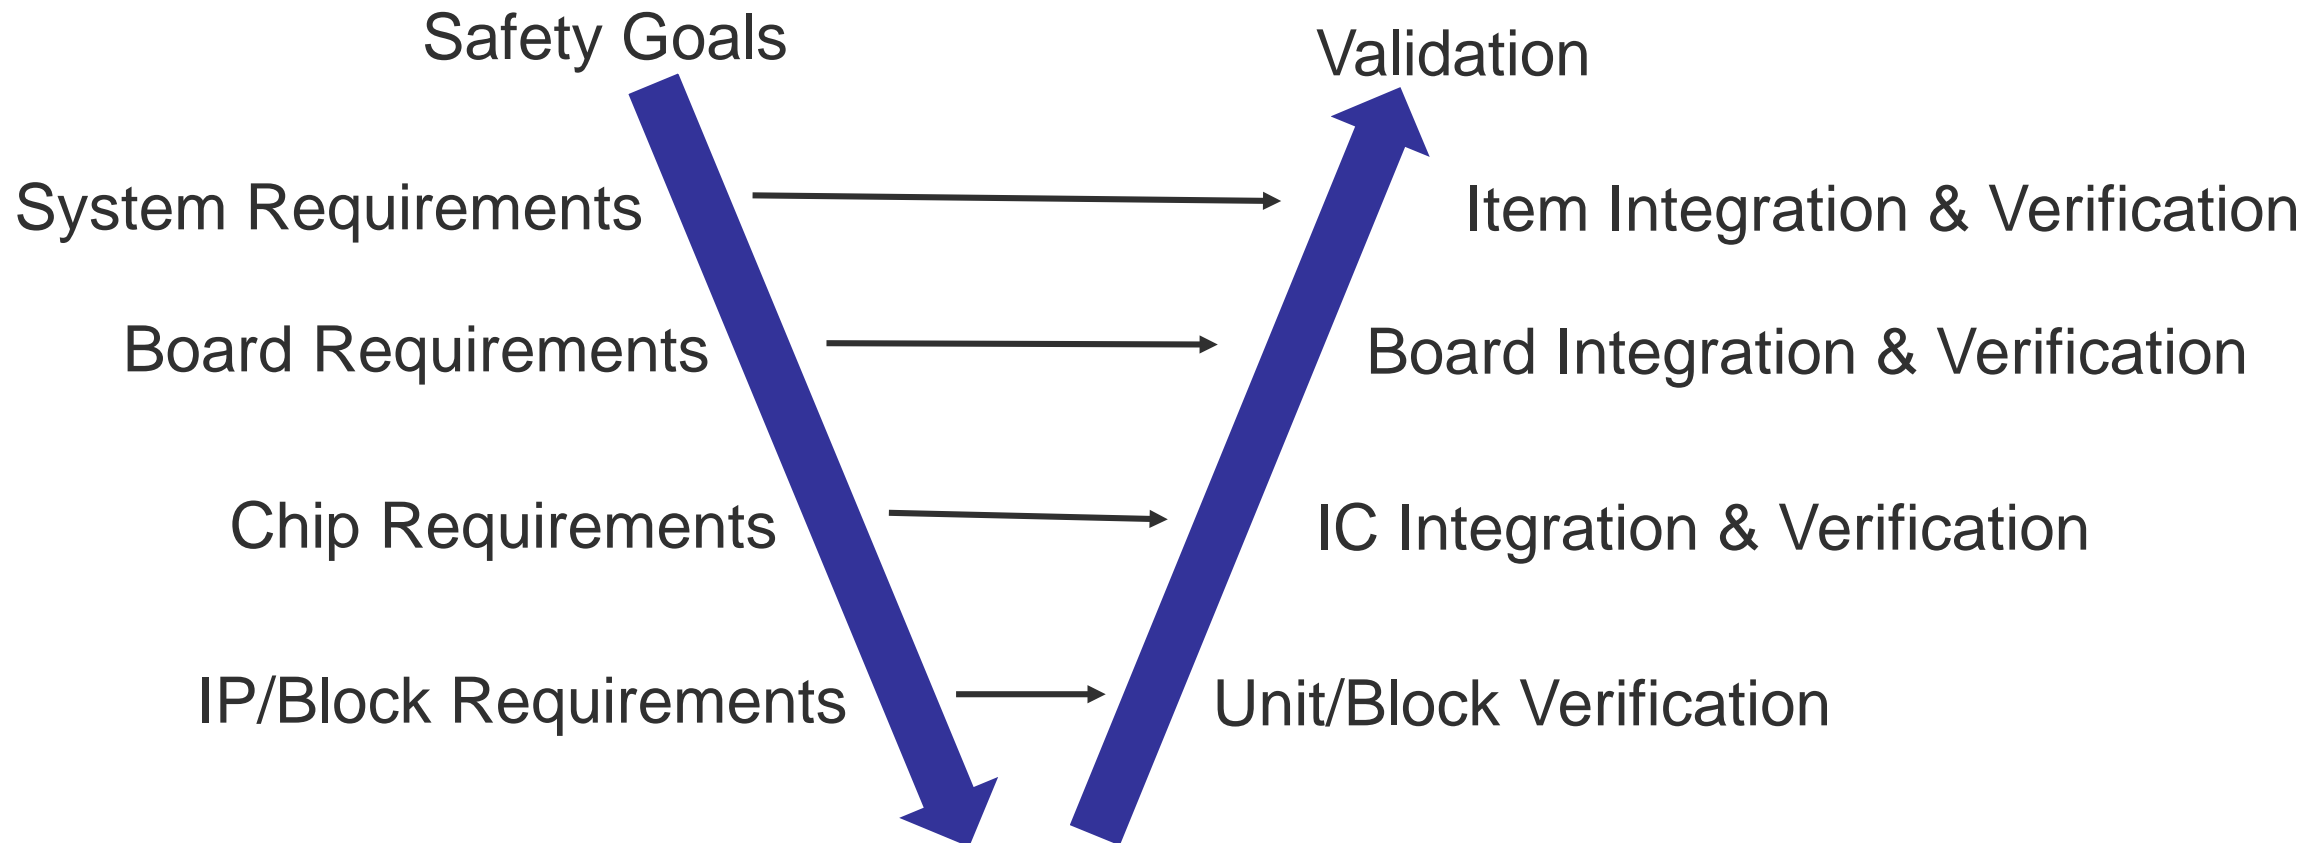 Safety Goals
Validation
System Requirements
Item Integration & Verification
Board Requirements
Board Integration & Verification
Chip Requirements
IC Integration & Verification
IP/Block Requirements
Unit/Block Verification